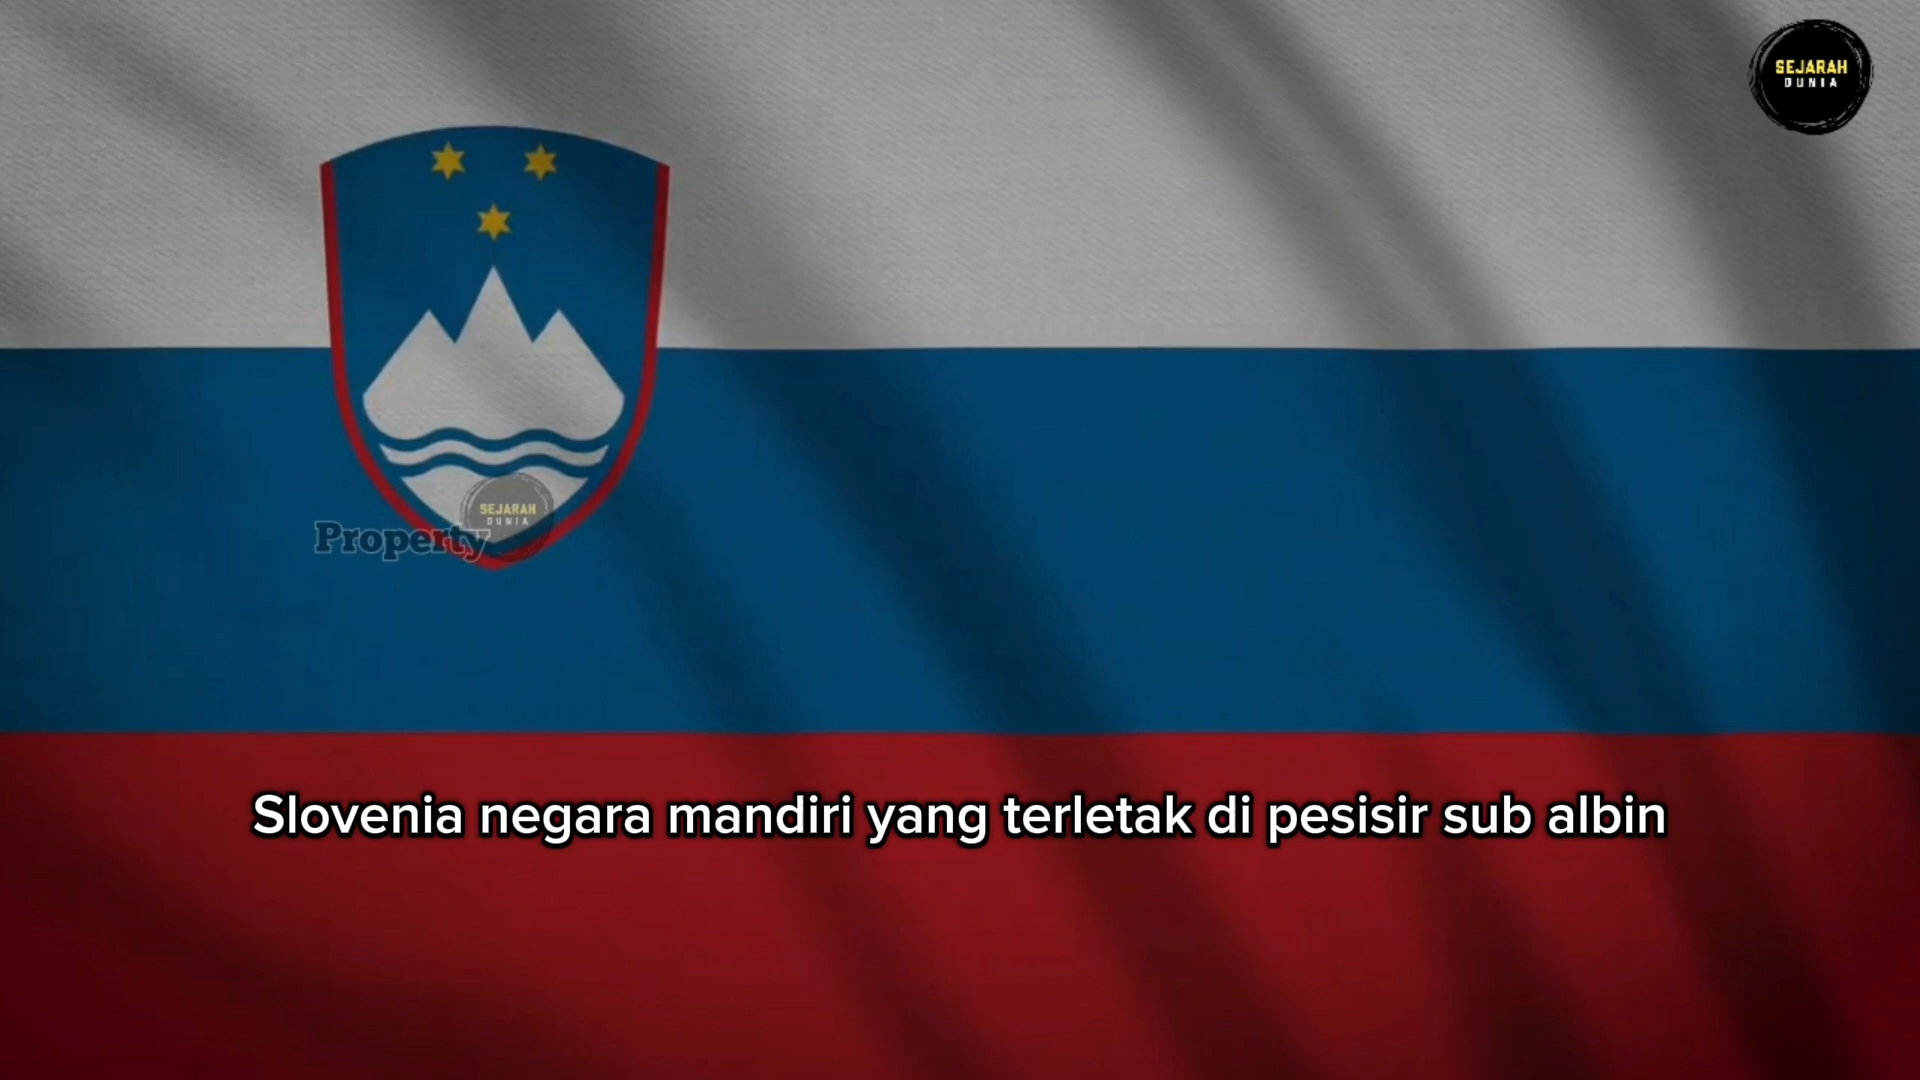 SEJARAH
DUNIA
SEJARAH
DUNIA
Property
Slovenia negara mandiri yang terletak di pesisir sub albin